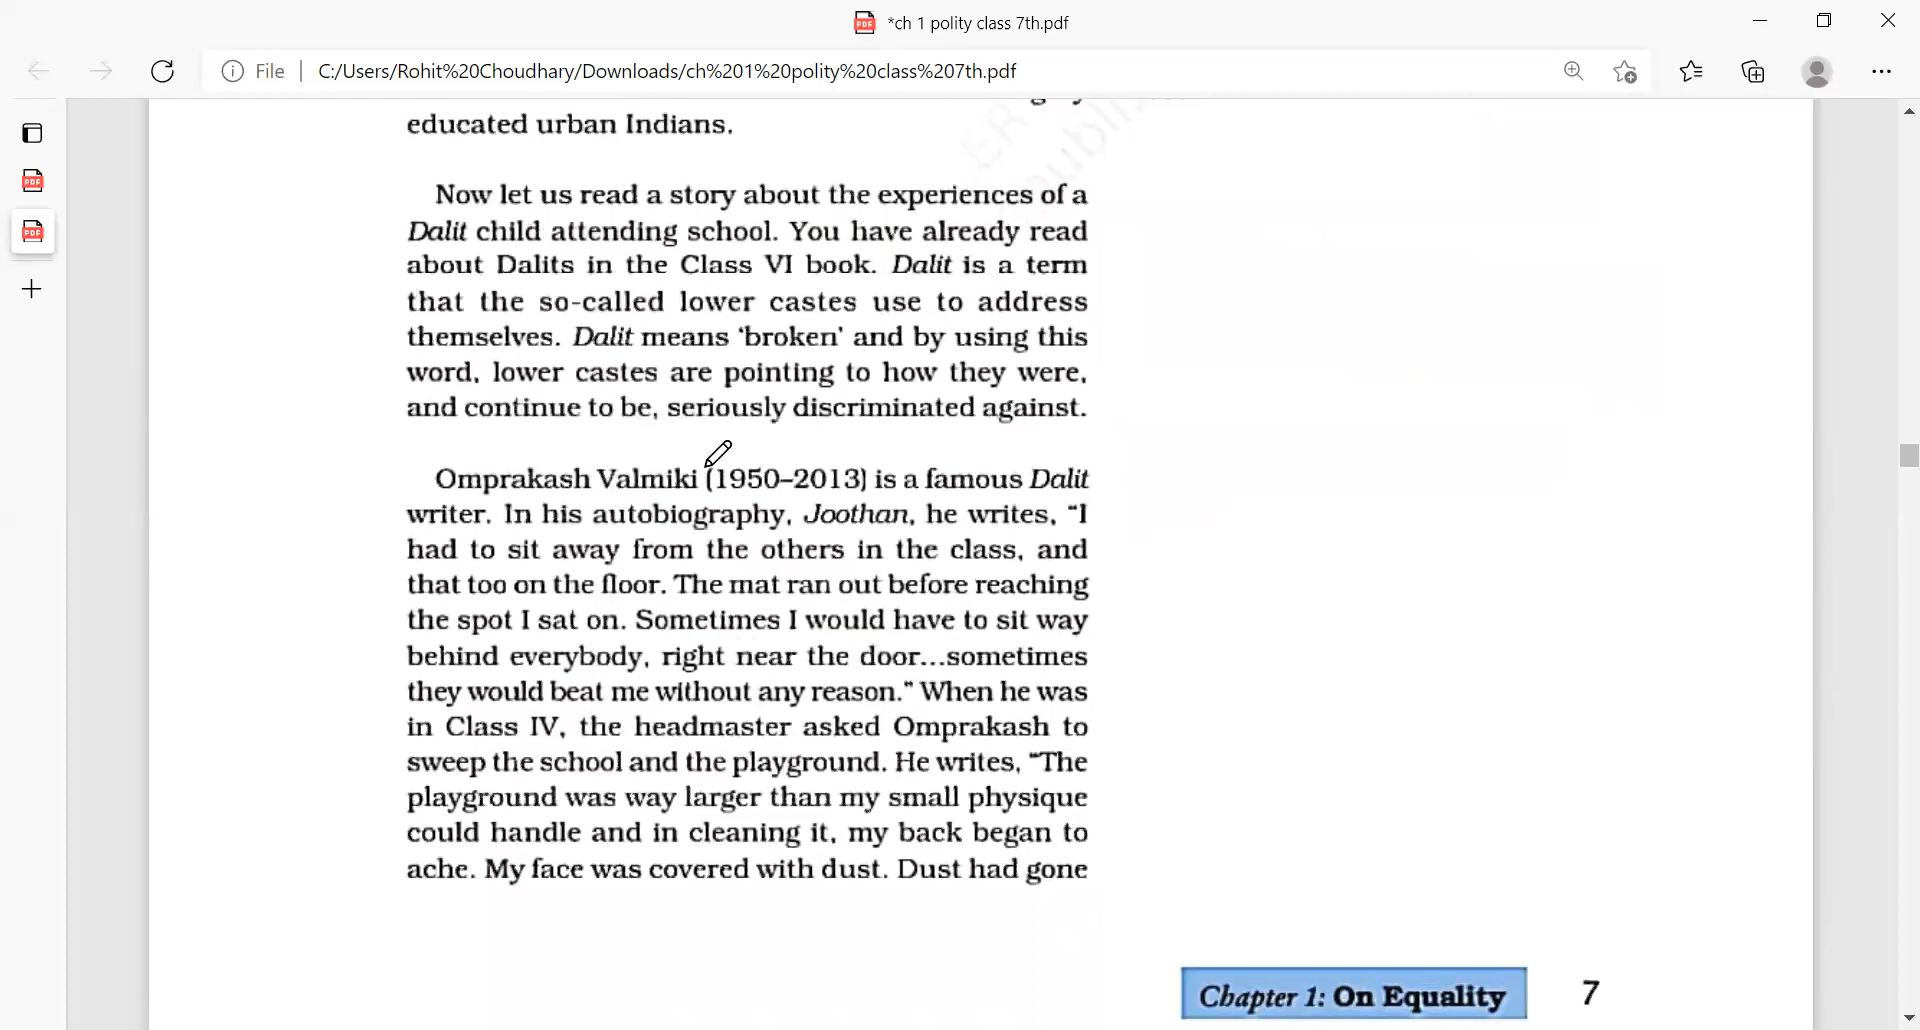 *ch 1 polity class 7th.pdf
File
C:/Users/Rohit%20Choudhary/Downloads/ch%201%20polity%20class%207th.pdf
educated urban Indians.
Now let us read a story about the experiences of a
Dalit child attending school. You have already read
about Dalits in the Class VI book. Dalit is a term
that the so-called lower castes use to address
themselves. Dalit means ‘broken’ and by using this
word, lower castes are pointing to how they were,
and continue to be, seriously discriminated against.
Omprakash Valmiki (1950–2013) is a famous Dalit
writer. In his autobiography, Joothan, he writes, “I
had to sit away from the others in the class, and
that too on the floor. The mat ran out before reaching
the spot I sat on. Sometimes I would have to sit way
behind everybody, right near the door...sometimes
they would beat me without any reason.” When he was
in Class IV, the headmaster asked Omprakash to
sweep the school and the playground. He writes, “The
playground was way larger than my small physique
could handle and in cleaning it, my back began to
ache. My face was covered with dust. Dust had gone
Chapter 1: On Equality 7